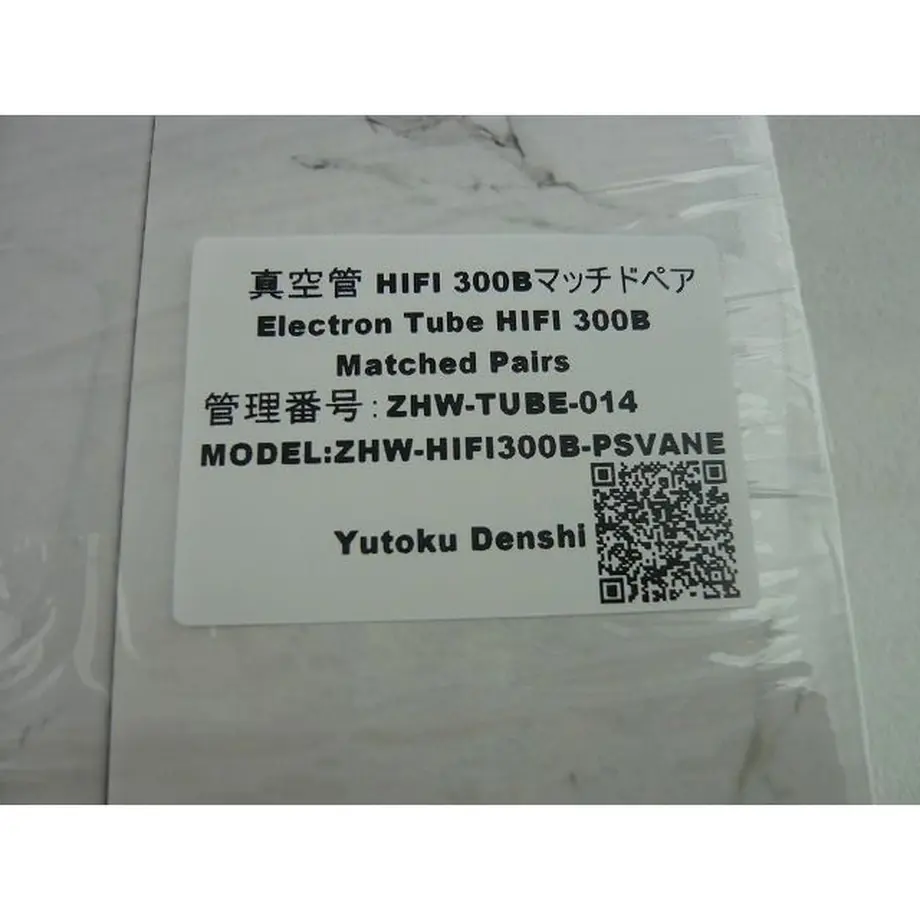 真空管 HIFI 300Bマッチドペア
Electron Tube HIFI 300B
Matched Pairs
管理番号:ZHW-TUBE-014
MODEL:ZHW-HIFI300B-PSVANE
Yutoku Denshi